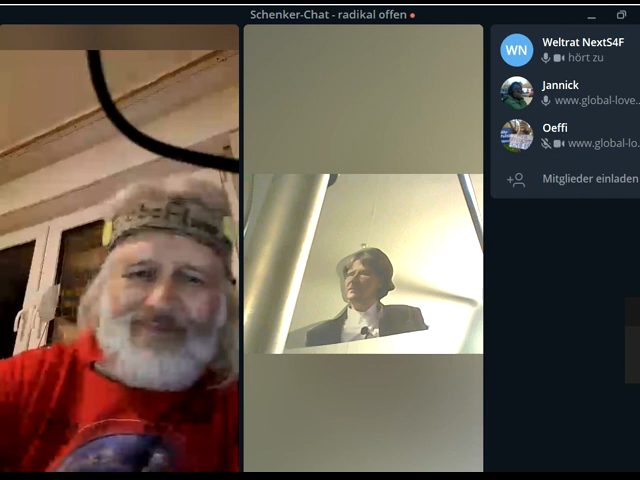 Schenker-Chat - radikal offen
WN
Weltrat NextS4F
hört zu
Jannick
www.global-love...
Oeffi
www.global-lo...
Mitglieder einladen